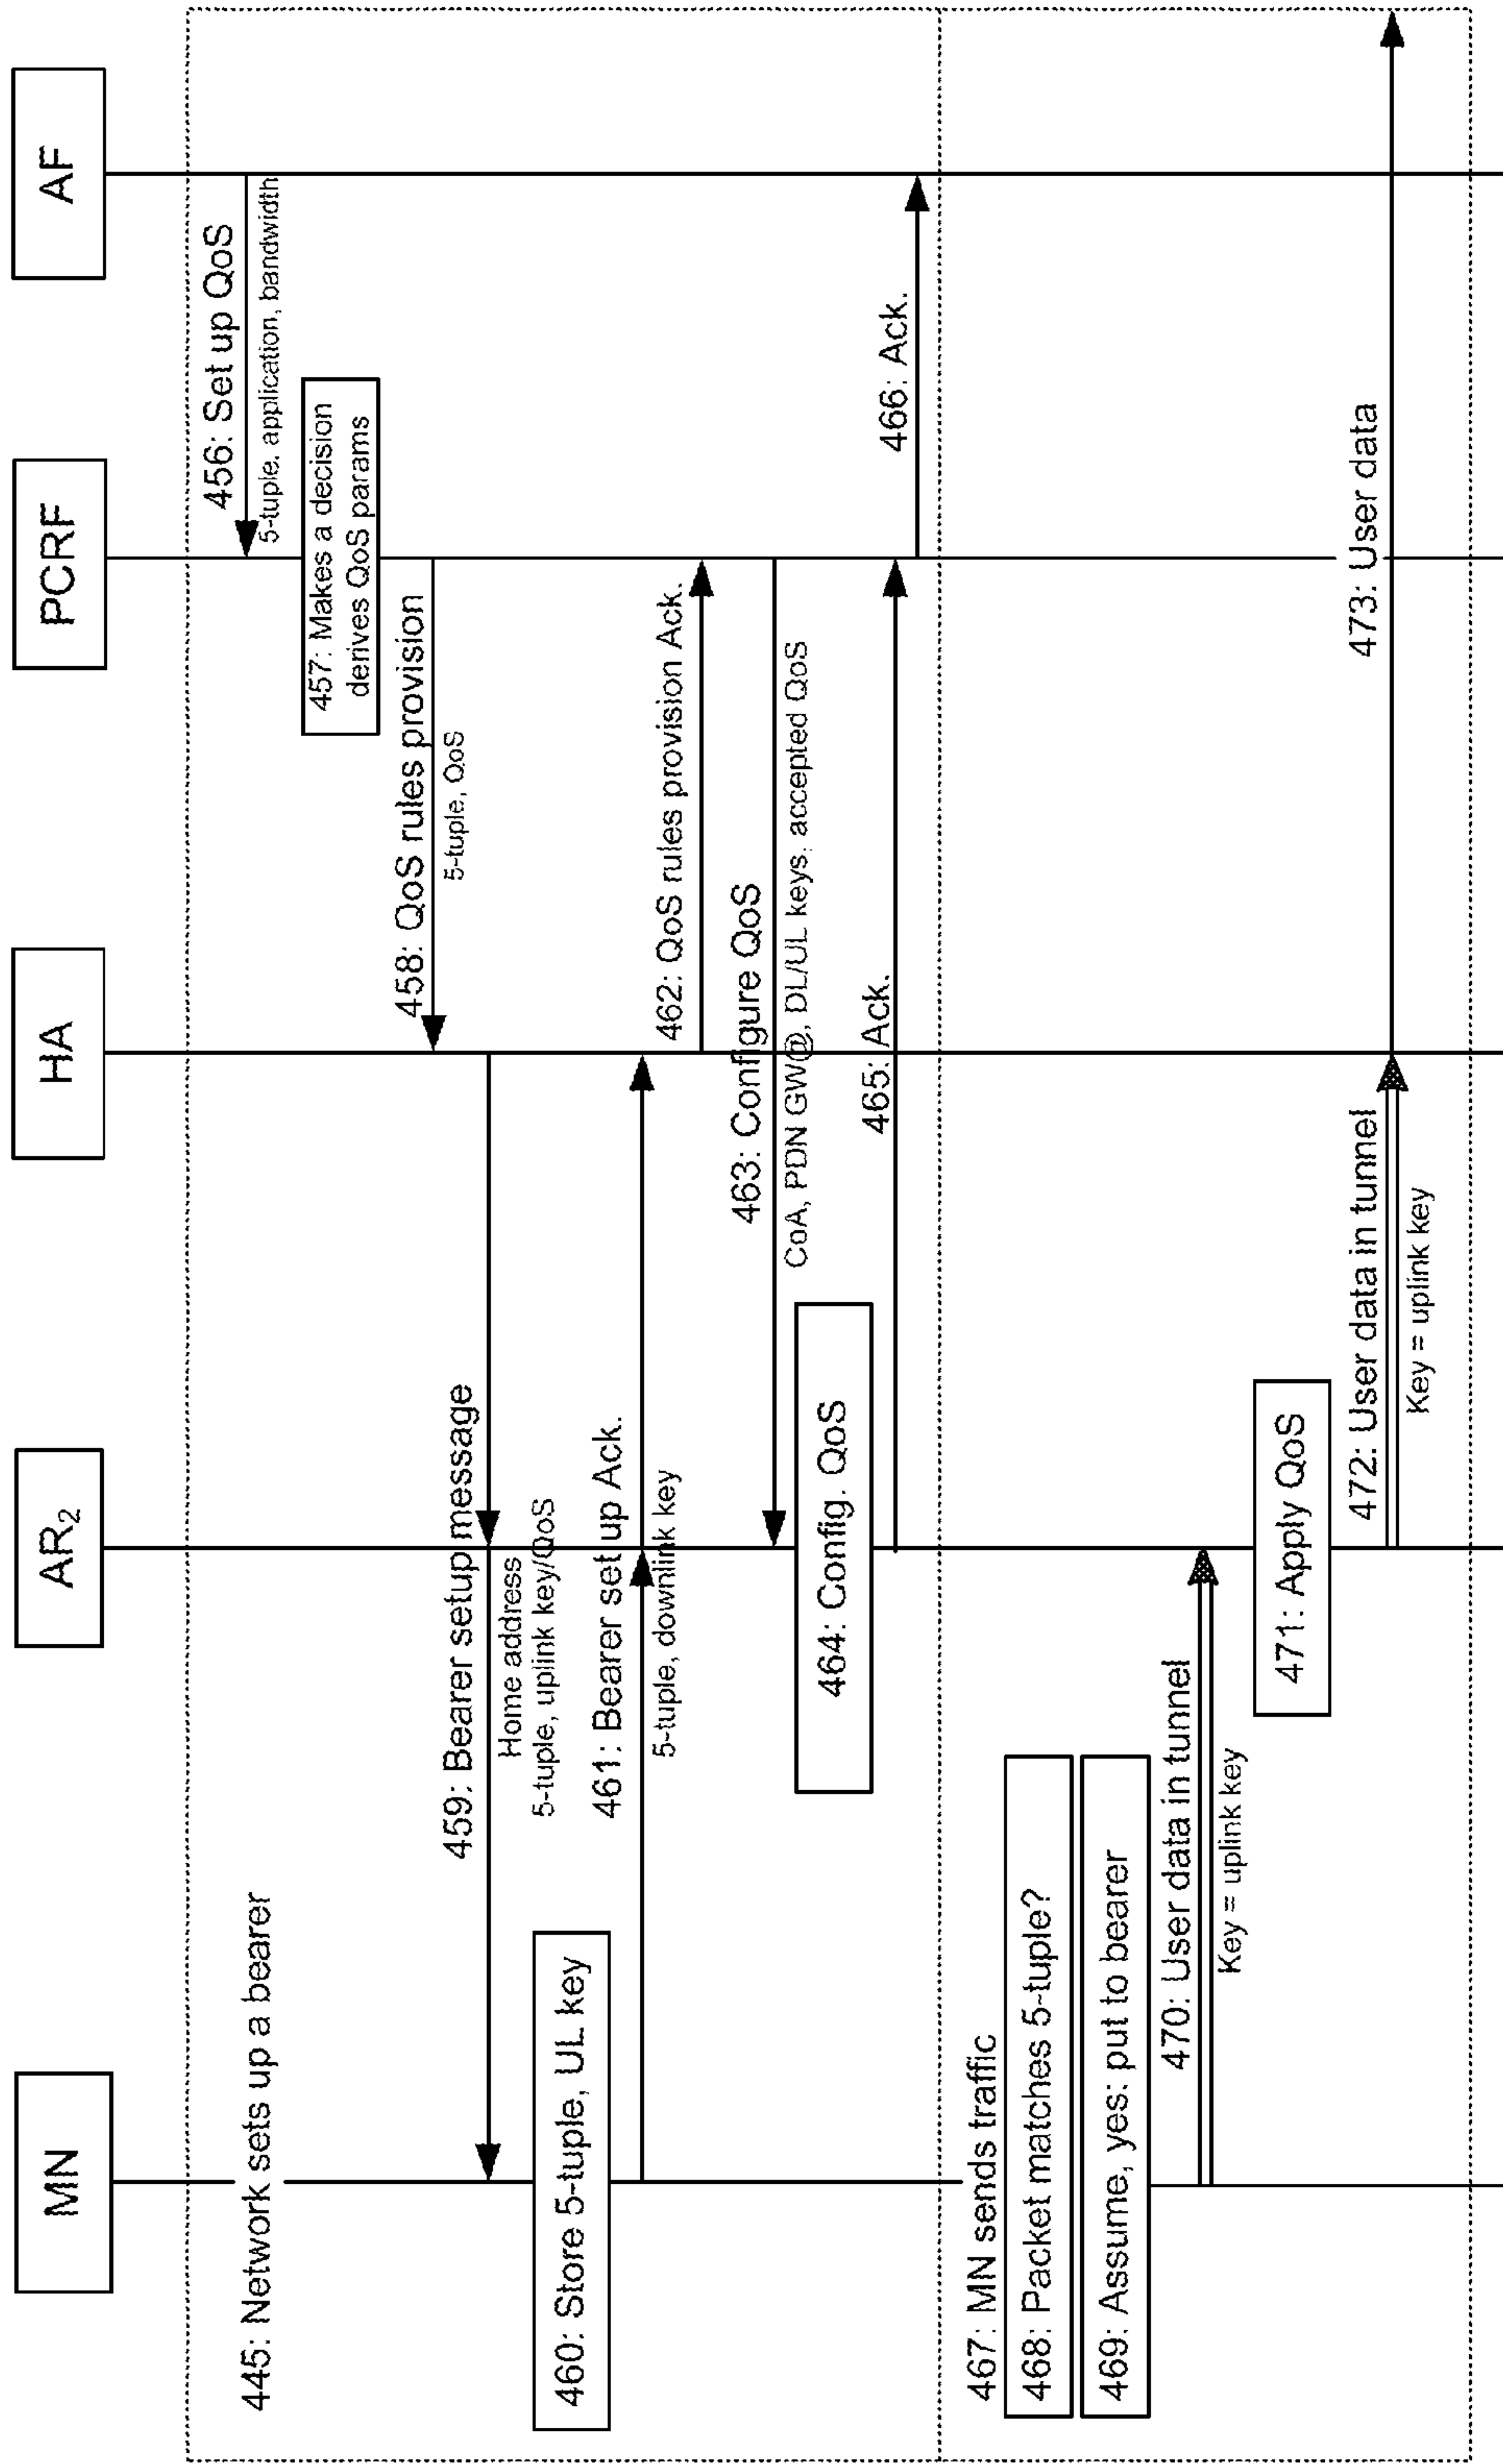 MN
AR2
HA
PCRF
AF
445: Network sets up a bearer
456: Set up QoS
5-tuple, application, bandwidth
457: Makes a decision
derives QoS params
458: QoS rules provision
5-tuple, QoS
459: Bearer setup message
Home address
5-tuple, uplink key/QoS
460: Store 5-tuple, UL key
461: Bearer set up Ack.
5-tuple, downlink key
462: QoS rules provision Ack.
463: Configure QoS
CoA, PDN GW@, DL/UL keys, accepted QoS
464: Config. QoS
465: Ack.
466: Ack.
467: MN sends traffic
468: Packet matches 5-tuple?
469: Assume, yes: put to bearer
470: User data in tunnel
Key = uplink key
471: Apply QoS
472: User data in tunnel
Key = uplink key
473: User data